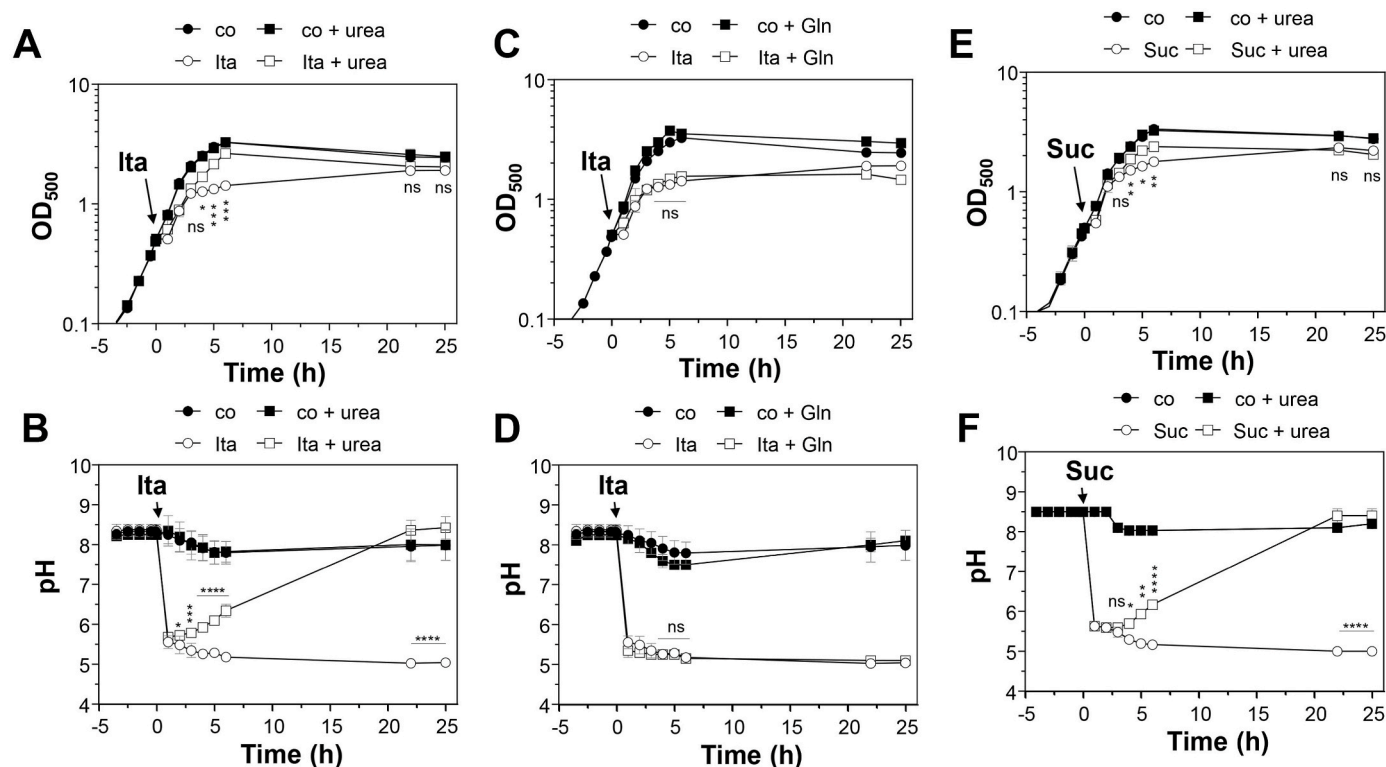 A
co co + urea
Ita Ita + urea
10
1
0.1
OD500
Ita
ns
*
***
***
ns ns
-5 0 5 10 15 20 25
Time (h)
C
co co + Gln
Ita Ita + Gln
10
1
0.1
OD500
Ita
ns
-5 0 5 10 15 20 25
Time (h)
E
co co + urea
Suc Suc + urea
10
1
0.1
OD500
Suc
ns
**
*
**
ns ns
-5 0 5 10 15 20 25
Time (h)
B
co co + urea
Ita Ita + urea
10
9
8
7
6
5
4
pH
Ita
*
***
****
****
-5 0 5 10 15 20 25
Time (h)
D
co co + Gln
Ita Ita + Gln
10
9
8
7
6
5
4
pH
Ita
ns
-5 0 5 10 15 20 25
Time (h)
F
co co + urea
Suc Suc + urea
10
9
8
7
6
5
4
pH
Suc
ns
*
**
****
****
-5 0 5 10 15 20 25
Time (h)